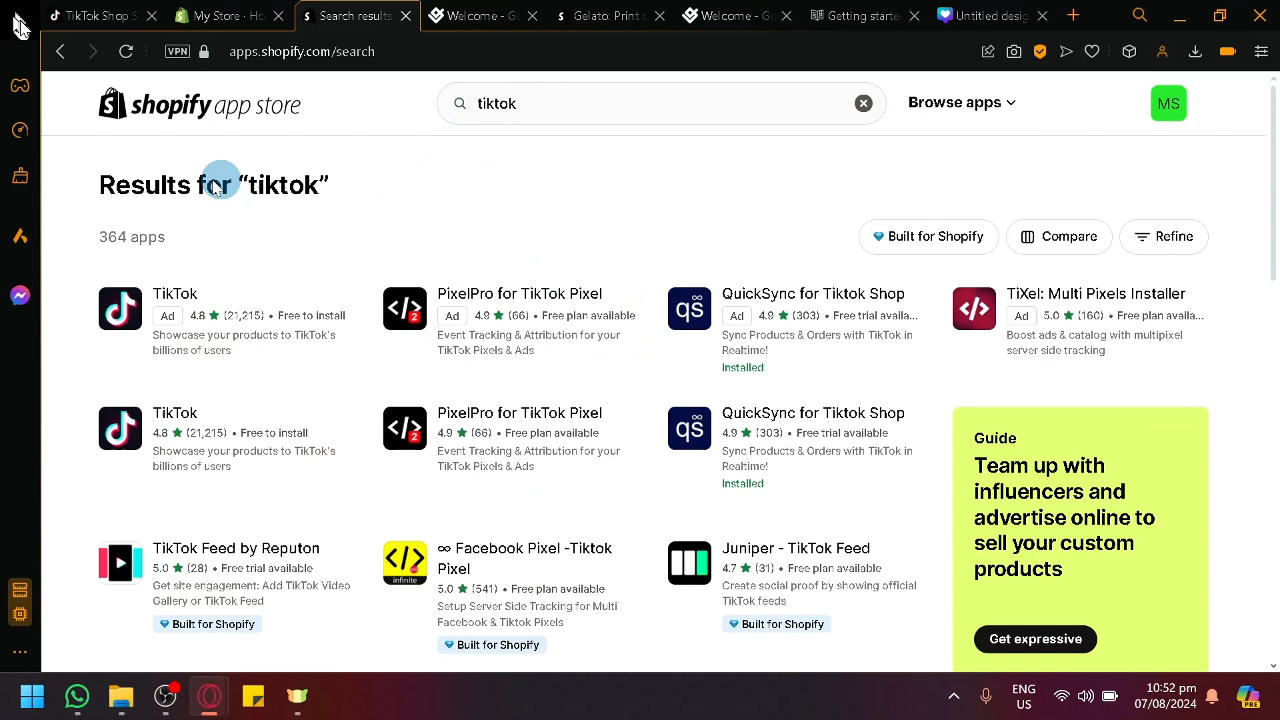 TikTok Shop S
My Store · Ho
Search results
Welcome - Ge
Gelato: Print o
Welcome - Ge
Getting starte
Untitled desig
VPN
apps.shopify.com/search
shopify app store
tiktok
Browse apps
MS
Results for “tiktok”
364 apps
Built for Shopify
Compare
Refine
TikTok
Ad 4.8 ★ (21,215) • Free to install
Showcase your products to TikTok's
billions of users
PixelPro for TikTok Pixel
Ad 4.9 ★ (66) • Free plan available
Event Tracking & Attribution for your
TikTok Pixels & Ads
QuickSync for Tiktok Shop
Ad 4.9 ★ (303) • Free trial availa...
Sync Products & Orders with TikTok in
Realtime!
Installed
TiXel: Multi Pixels Installer
Ad 5.0 ★ (160) • Free plan availa...
Boost ads & catalog with multipixel
server side tracking
TikTok
4.8 ★ (21,215) • Free to install
Showcase your products to TikTok's
billions of users
PixelPro for TikTok Pixel
4.9 ★ (66) • Free plan available
Event Tracking & Attribution for your
TikTok Pixels & Ads
QuickSync for Tiktok Shop
4.9 ★ (303) • Free trial available
Sync Products & Orders with TikTok in
Realtime!
Installed
Guide
Team up with
influencers and
advertise online to
sell your custom
products
Get expressive
TikTok Feed by Reputon
5.0 ★ (28) • Free trial available
Get site engagement: Add TikTok Video
Gallery or TikTok Feed
Built for Shopify
infinite
∞ Facebook Pixel -Tiktok
Pixel
5.0 ★ (541) • Free plan available
Setup Server Side Tracking for Multi
Facebook & Tiktok Pixels
Built for Shopify
Juniper - TikTok Feed
4.7 ★ (31) • Free plan available
Create social proof by showing official
TikTok feeds
Built for Shopify
ENG
US
10:52 pm
07/08/2024
PRE